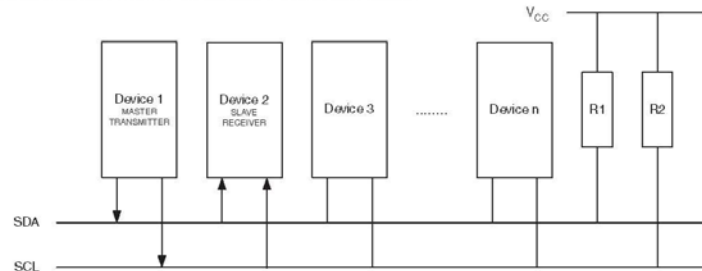 VCC
Device 1
MASTER
TRANSMITTER
Device 2
SLAVE
RECEIVER
Device 3
........
Device n
R1
R2
SDA
SCL